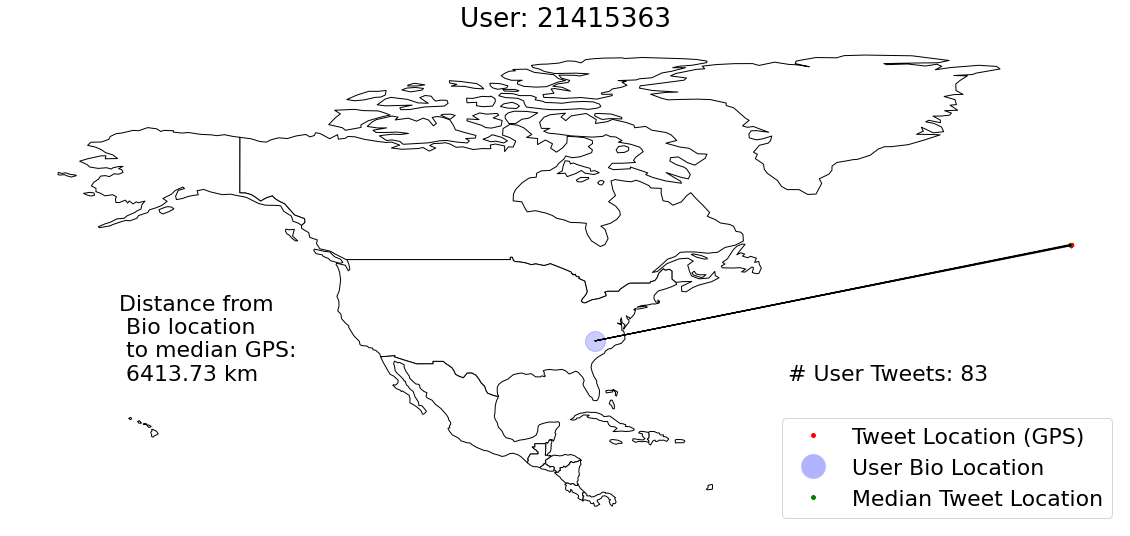 User: 21415363
Distance from
Bio location
to median GPS:
6413.73 km
# User Tweets: 83
Tweet Location (GPS)
User Bio Location
Median Tweet Location